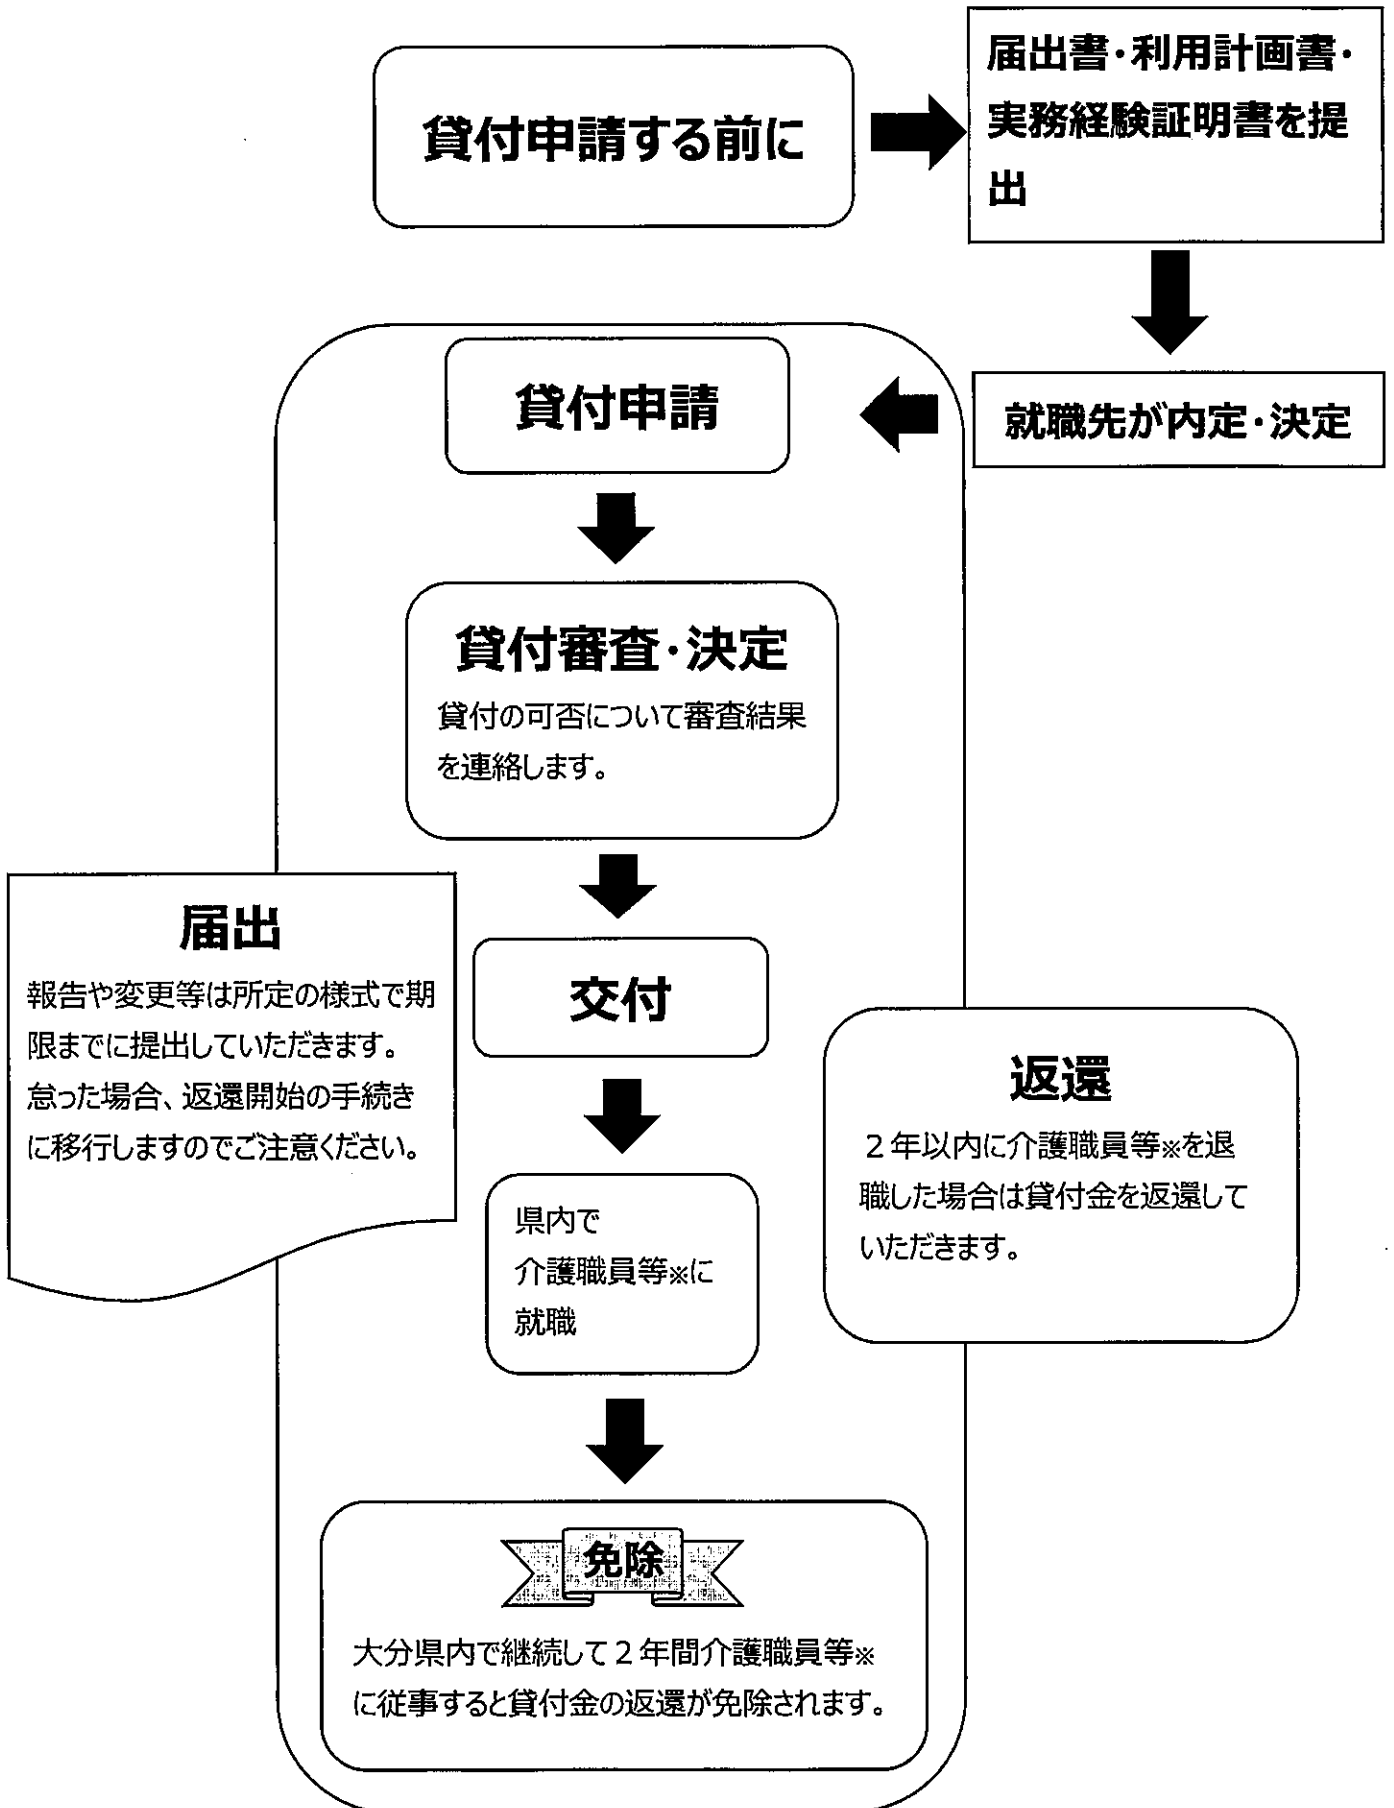 貸付申請する前に
届出書・利用計画書・
実務経験証明書を提
出
就職先が内定・決定
貸付申請
貸付審査・決定
貸付の可否について審査結果
を連絡します。
届出
報告や変更等は所定の様式で期
限までに提出していただきます。
怠った場合、返還開始の手続き
に移行しますのでご注意ください。
交付
返還
２年以内に介護職員等※を退
職した場合は貸付金を返還して
いただきます。
県内で
介護職員等※に
就職
免除
大分県内で継続して２年間介護職員等※
に従事すると貸付金の返還が免除されます。